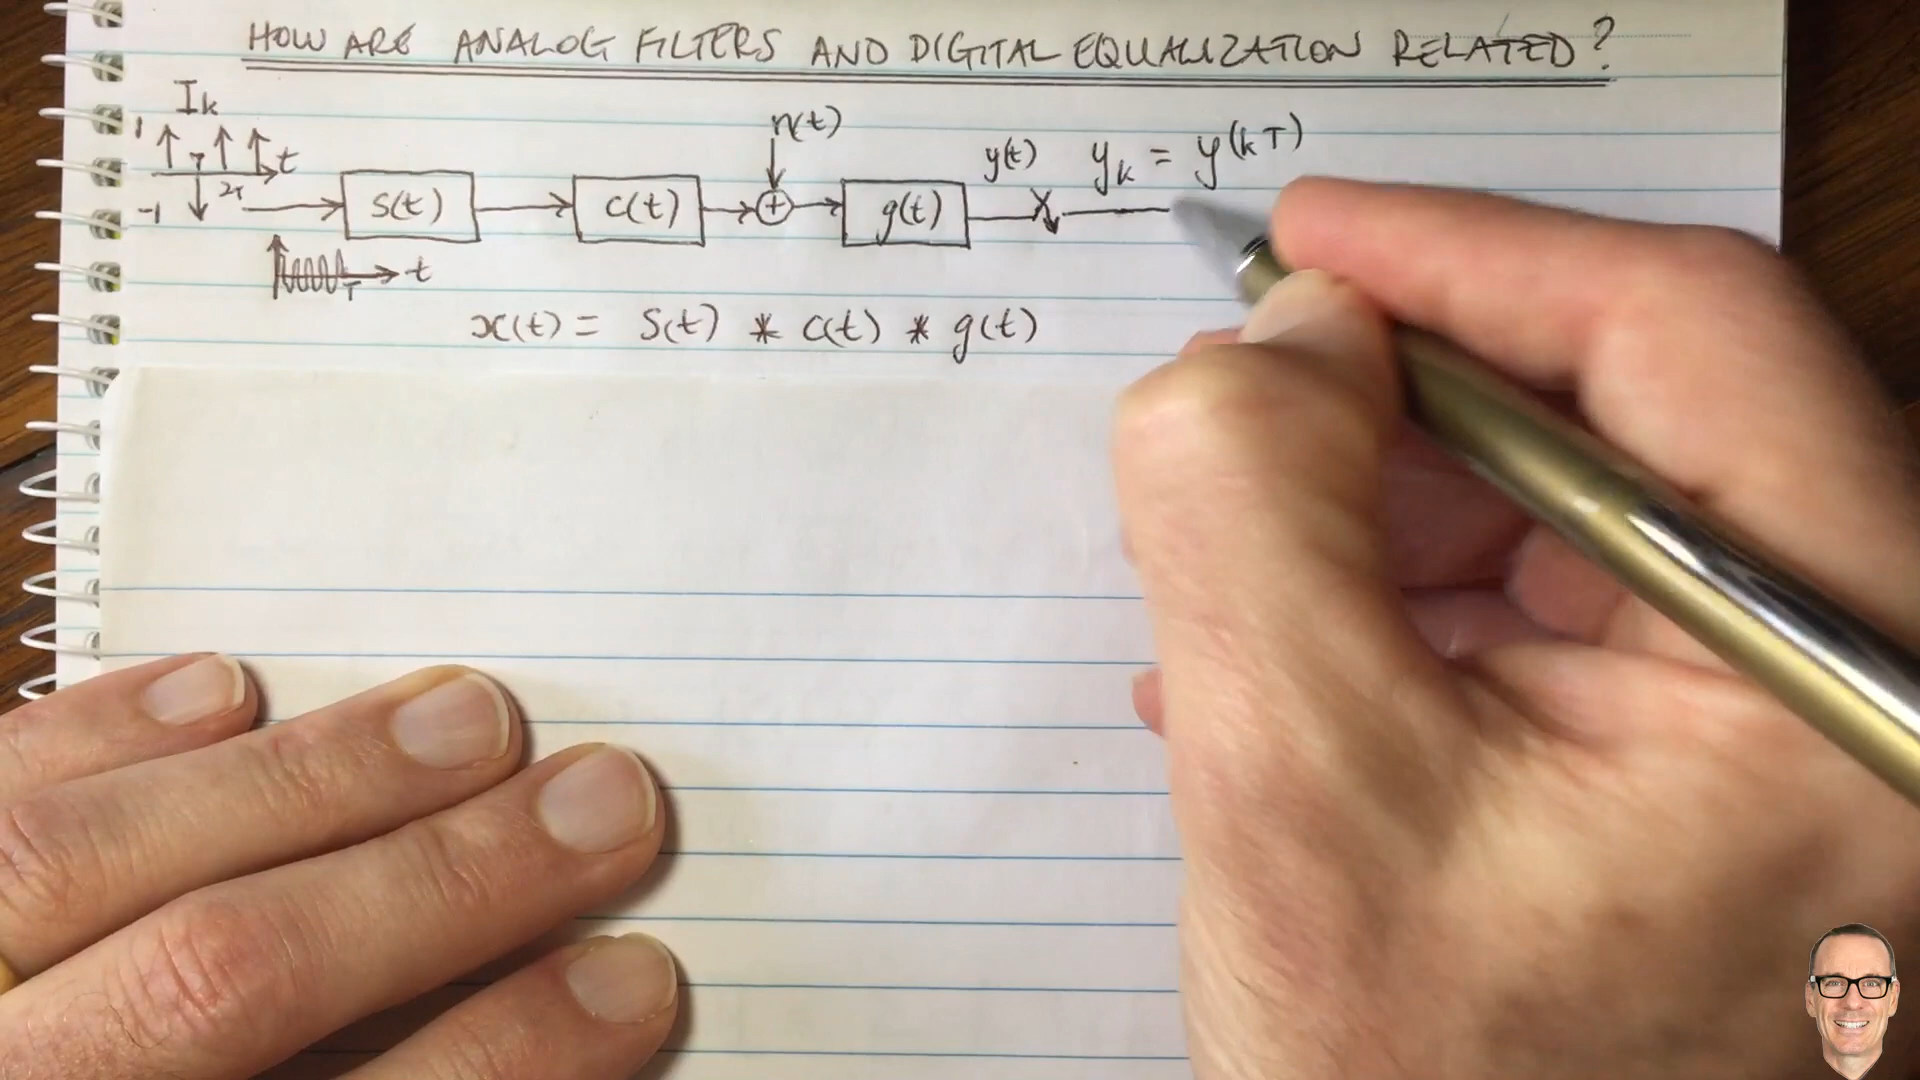 HOW ARE ANALOG FILTERS AND DIGITAL EQUALIZATION RELATED?
Ik
1
T
2T
t
-1
s(t)
c(t)
n(t)
+
g(t)
y(t)
yk = y(kT)
T
t
x(t) = s(t) * c(t) * g(t)